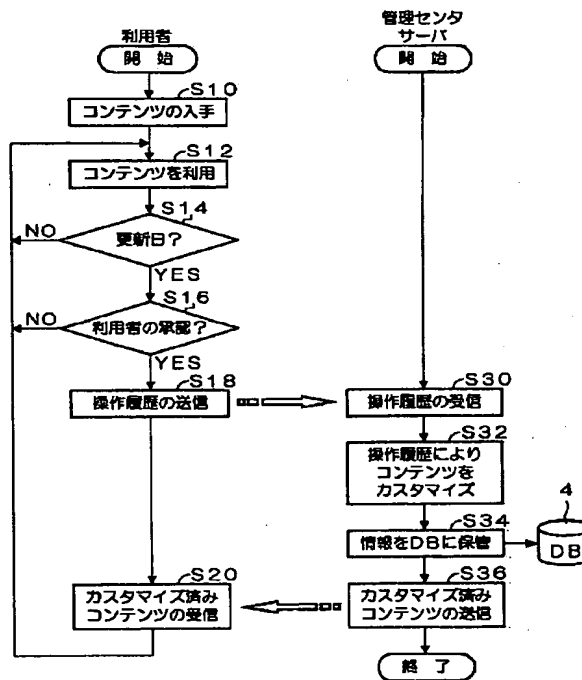 利用者
開始
S10
コンテンツの入手
S12
コンテンツを利用
S14
更新日?
NO
YES
S16
利用者の承認?
NO
YES
S18
操作履歴の送信
S20
カスタマイズ済み
コンテンツの受信
管理センタ
サーバ
開始
S30
操作履歴の受信
S32
操作履歴により
コンテンツを
カスタマイズ
S34
情報をDBに保管
4
DB
S36
カスタマイズ済み
コンテンツの送信
終了